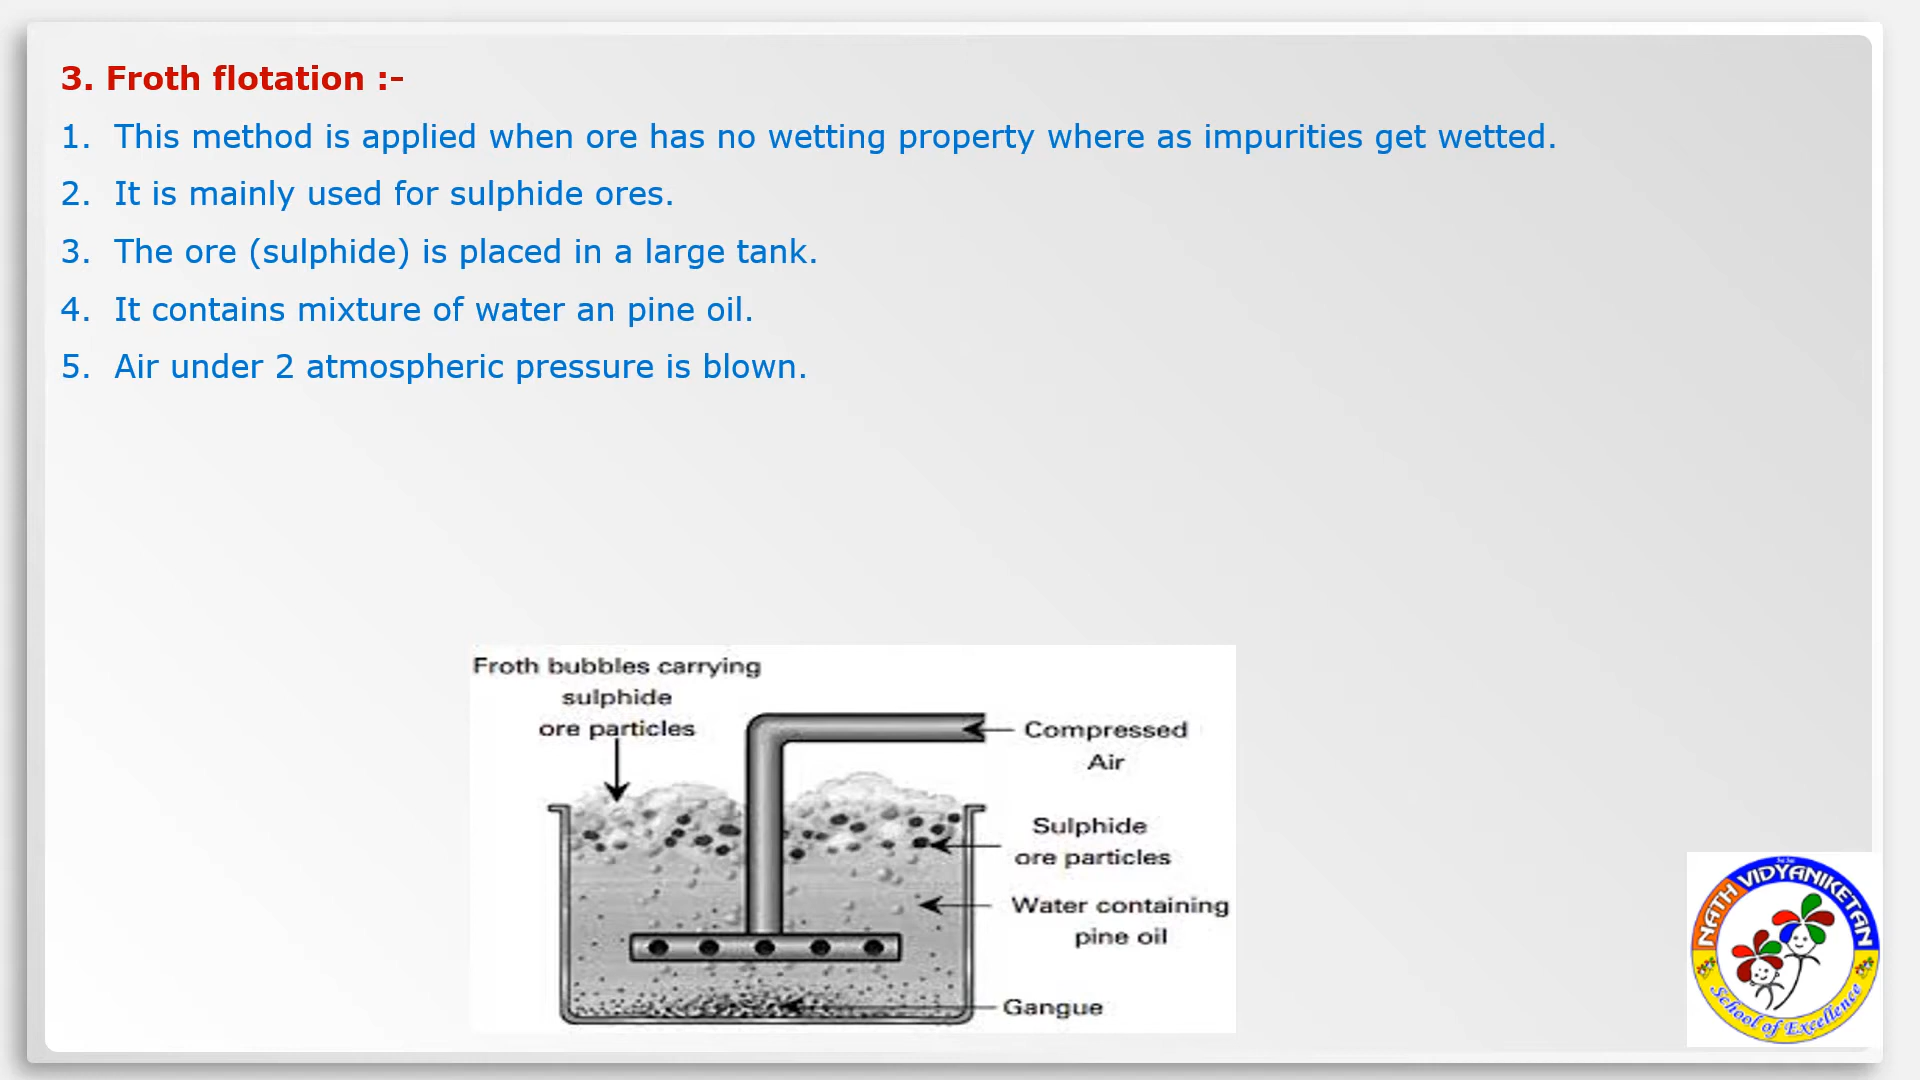 3. Froth flotation :-
1. This method is applied when ore has no wetting property where as impurities get wetted.
2. It is mainly used for sulphide ores.
3. The ore (sulphide) is placed in a large tank.
4. It contains mixture of water an pine oil.
5. Air under 2 atmospheric pressure is blown.
Froth bubbles carrying
sulphide
ore particles
Compressed
Air
Sulphide
ore particles
Water containing
pine oil
Gangue
NATH VIDYANIKETAN
School of Excellence